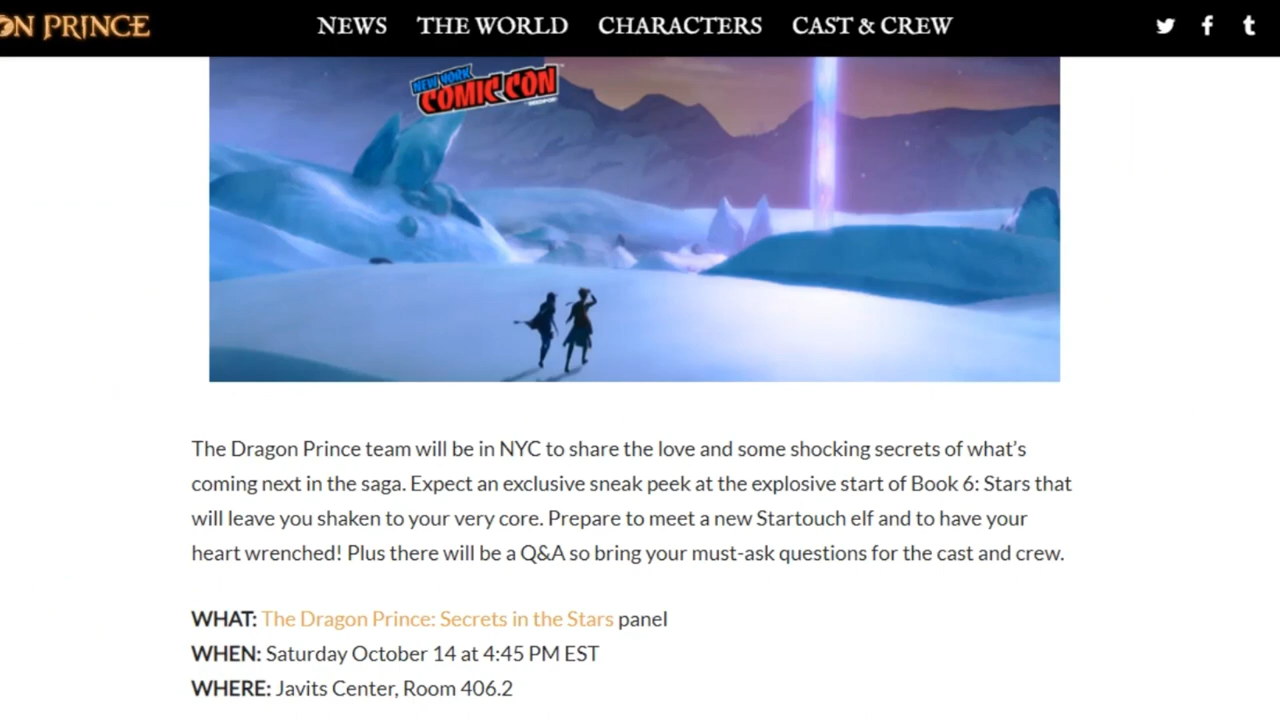 ON PRINCE NEWS THE WORLD CHARACTERS CAST & CREW
NEW YORK
COMIC CON
The Dragon Prince team will be in NYC to share the love and some shocking secrets of what's
coming next in the saga. Expect an exclusive sneak peek at the explosive start of Book 6: Stars that
will leave you shaken to your very core. Prepare to meet a new Startouch elf and to have your
heart wrenched! Plus there will be a Q&A so bring your must-ask questions for the cast and crew.
WHAT: The Dragon Prince: Secrets in the Stars panel
WHEN: Saturday October 14 at 4:45 PM EST
WHERE: Javits Center, Room 406.2